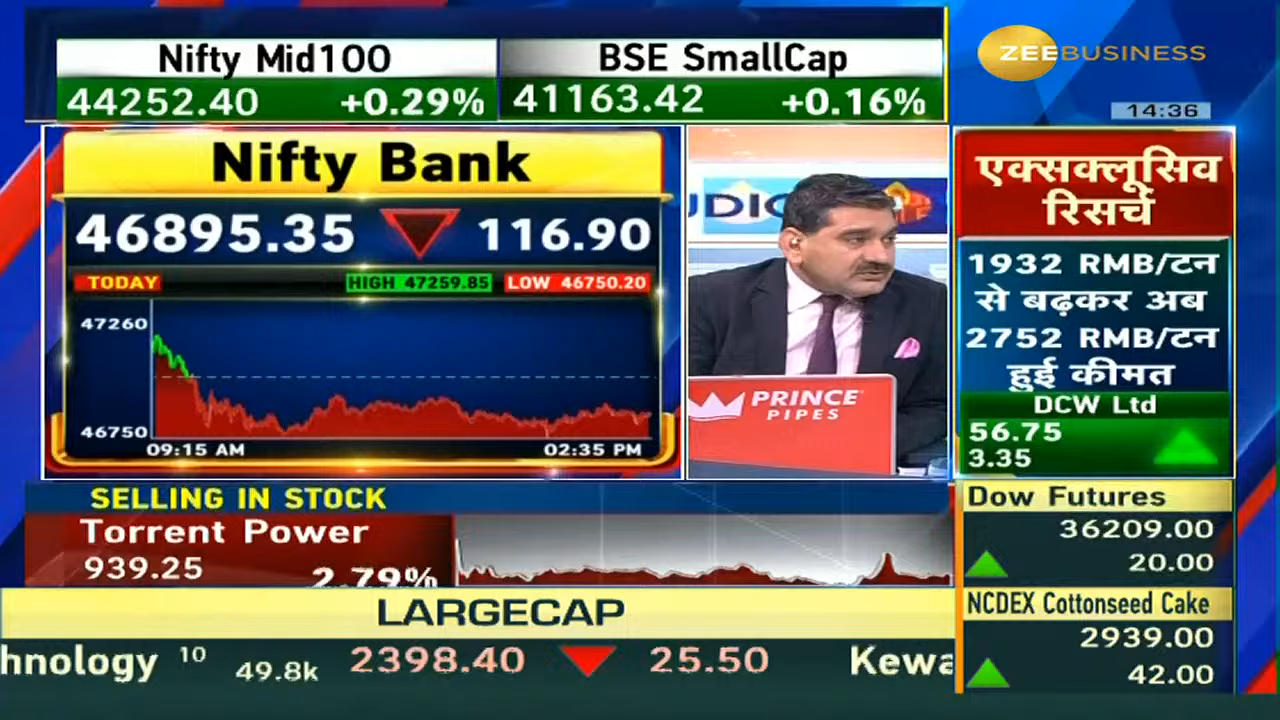 Nifty Mid100
44252.40 +0.29%
BSE SmallCap
41163.42 +0.16%
ZEEBUSINESS
14:36
Nifty Bank
46895.35 116.90
TODAY HIGH 47259.85 LOW 46750.20
47260
46750
09:15 AM 02:35 PM
PRINCE
PIPES
एक्सक्लूसिव
रिसर्च
1932 RMB/टन
से बढ़कर अब
2752 RMB/टन
हुई कीमत
DCW Ltd
56.75
3.35
SELLING IN STOCK
Torrent Power
939.25 2.79%
Dow Futures
36209.00
20.00
NCDEX Cottonseed Cake
2939.00
42.00
LARGECAP
hnology 10 49.8k 2398.40 25.50 Kewa